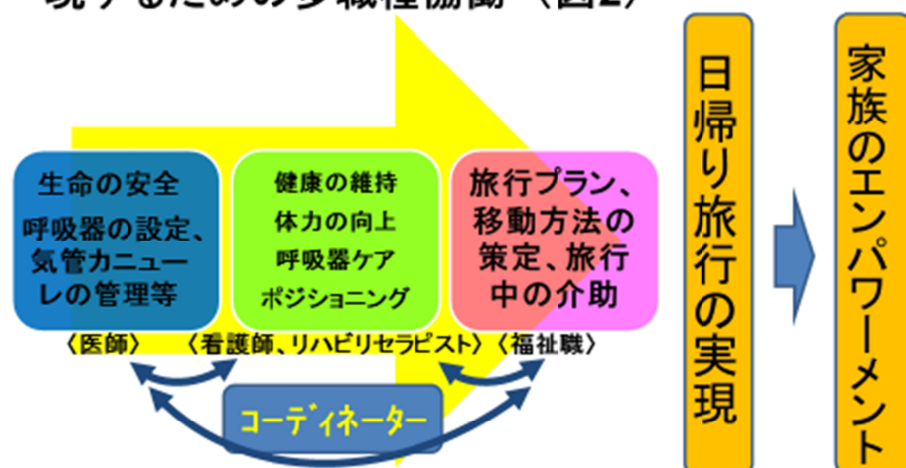 現するための多職種協働〈図2〉
生命の安全
呼吸器の設定、
気管カニュー
レの管理等
健康の維持
体力の向上
呼吸器ケア
ポジショニング
旅行プラン、
移動方法の
策定、旅行
中の介助
〈医師〉
〈看護師、リハビリセラピスト〉
〈福祉職〉
コーディネーター
日帰り旅行の実現
家族のエンパワーメント